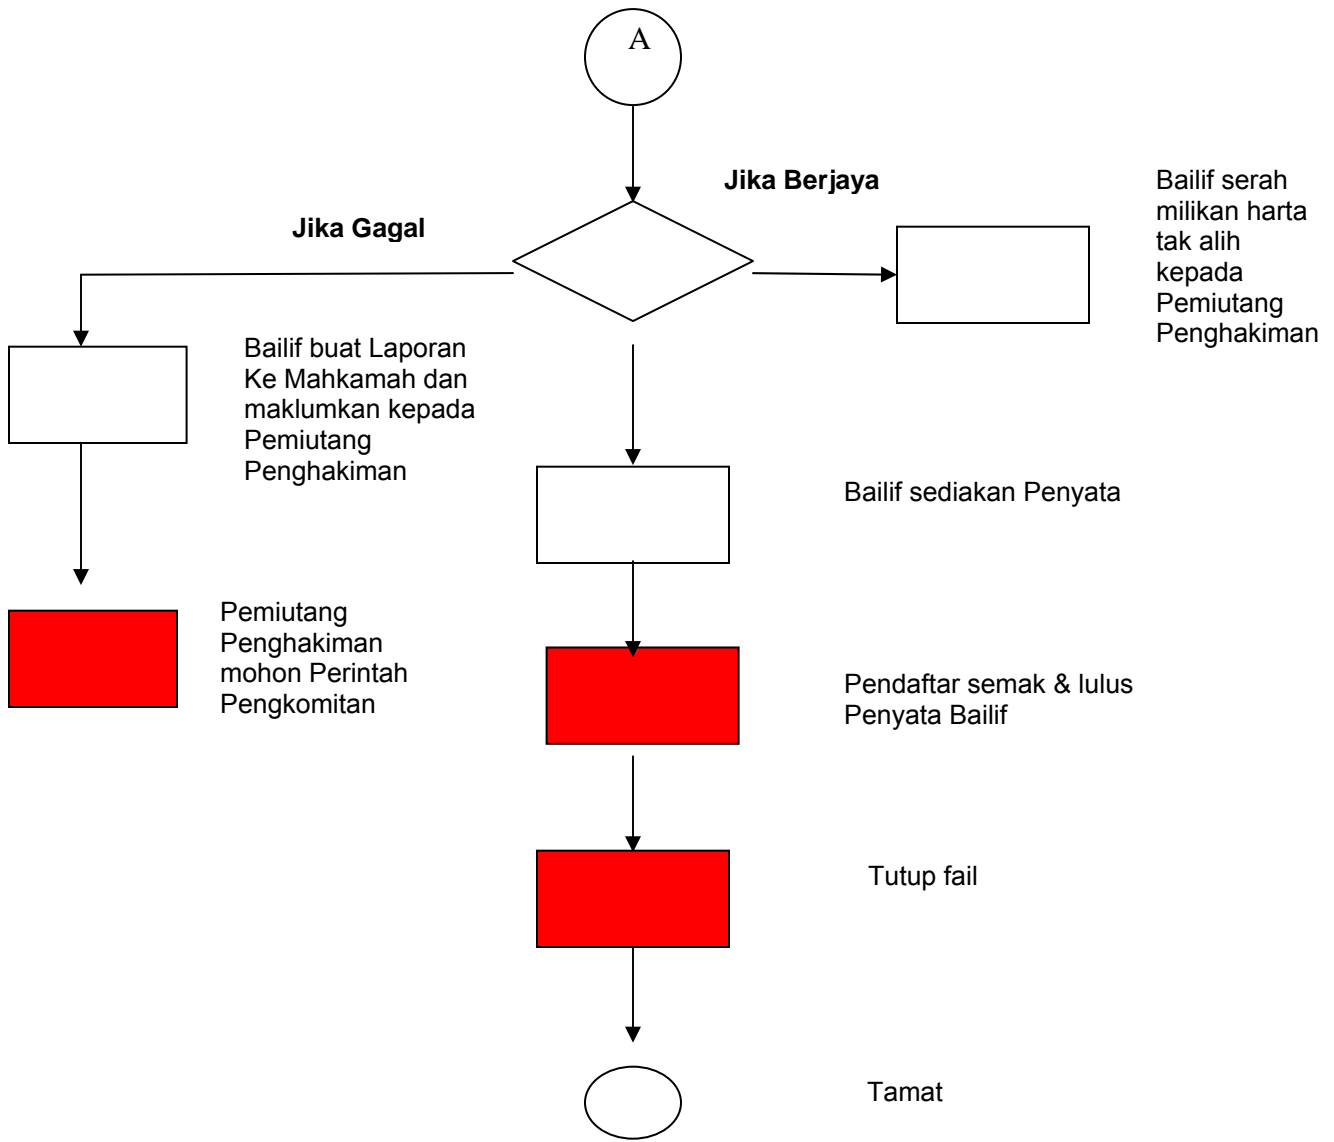 A
Jika Berjaya
Bailif serah
milikan harta
tak alih
kepada
Pemiutang
Penghakiman
Jika Gagal
Bailif buat Laporan
Ke Mahkamah dan
maklumkan kepada
Pemiutang
Penghakiman
Bailif sediakan Penyata
Pemiutang
Penghakiman
mohon Perintah
Pengkomitan
Pendaftar semak & lulus
Penyata Bailif
Tutup fail
Tamat